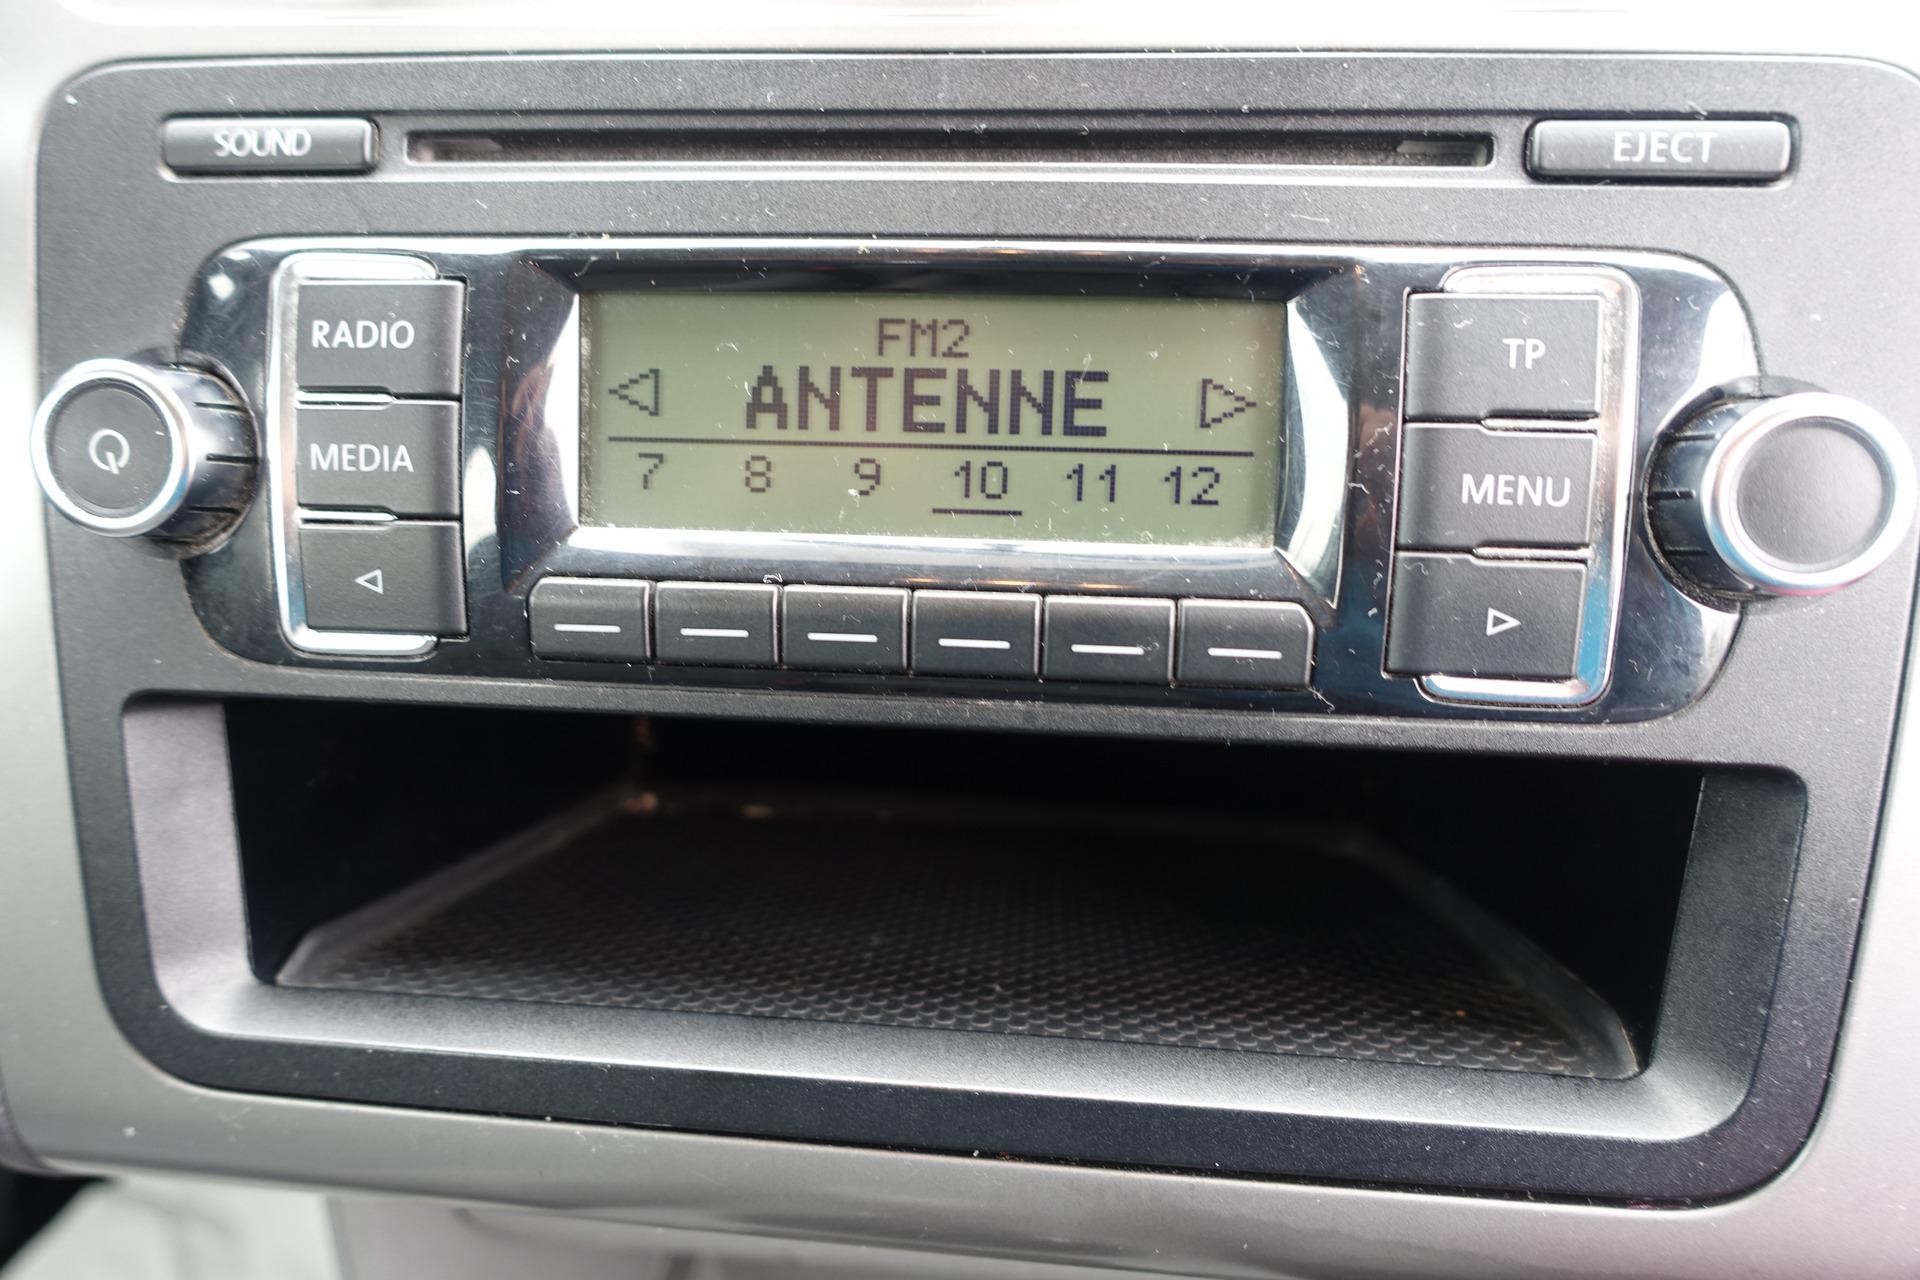 SOUND
EJECT
RADIO
MEDIA
FM2
ANTENNE
7 8 9 10 11 12
TP
MENU